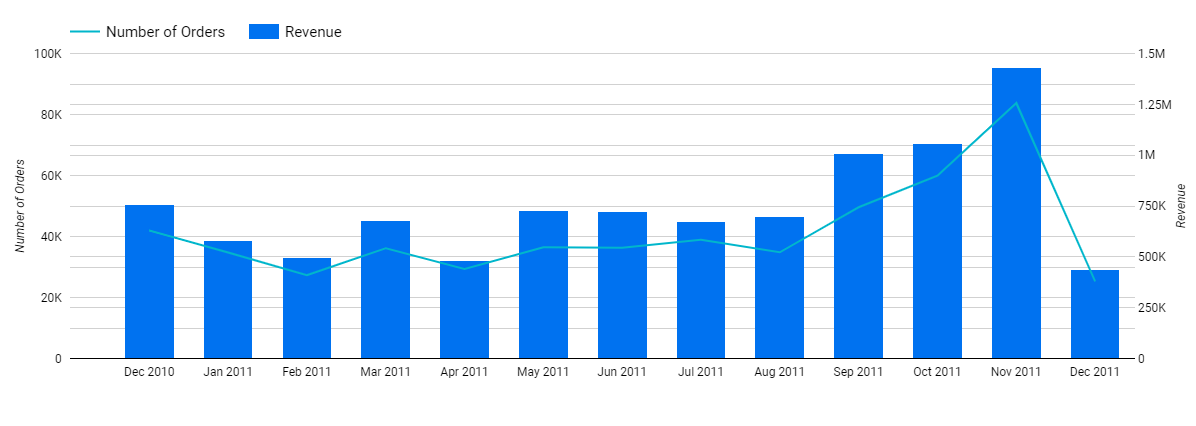 Number of Orders Revenue
100K 1.5M
80K 1.25M
60K 1M
40K 750K
20K 500K
0 250K
0
Number of Orders
Revenue
Dec 2010 Jan 2011 Feb 2011 Mar 2011 Apr 2011 May 2011 Jun 2011 Jul 2011 Aug 2011 Sep 2011 Oct 2011 Nov 2011 Dec 2011